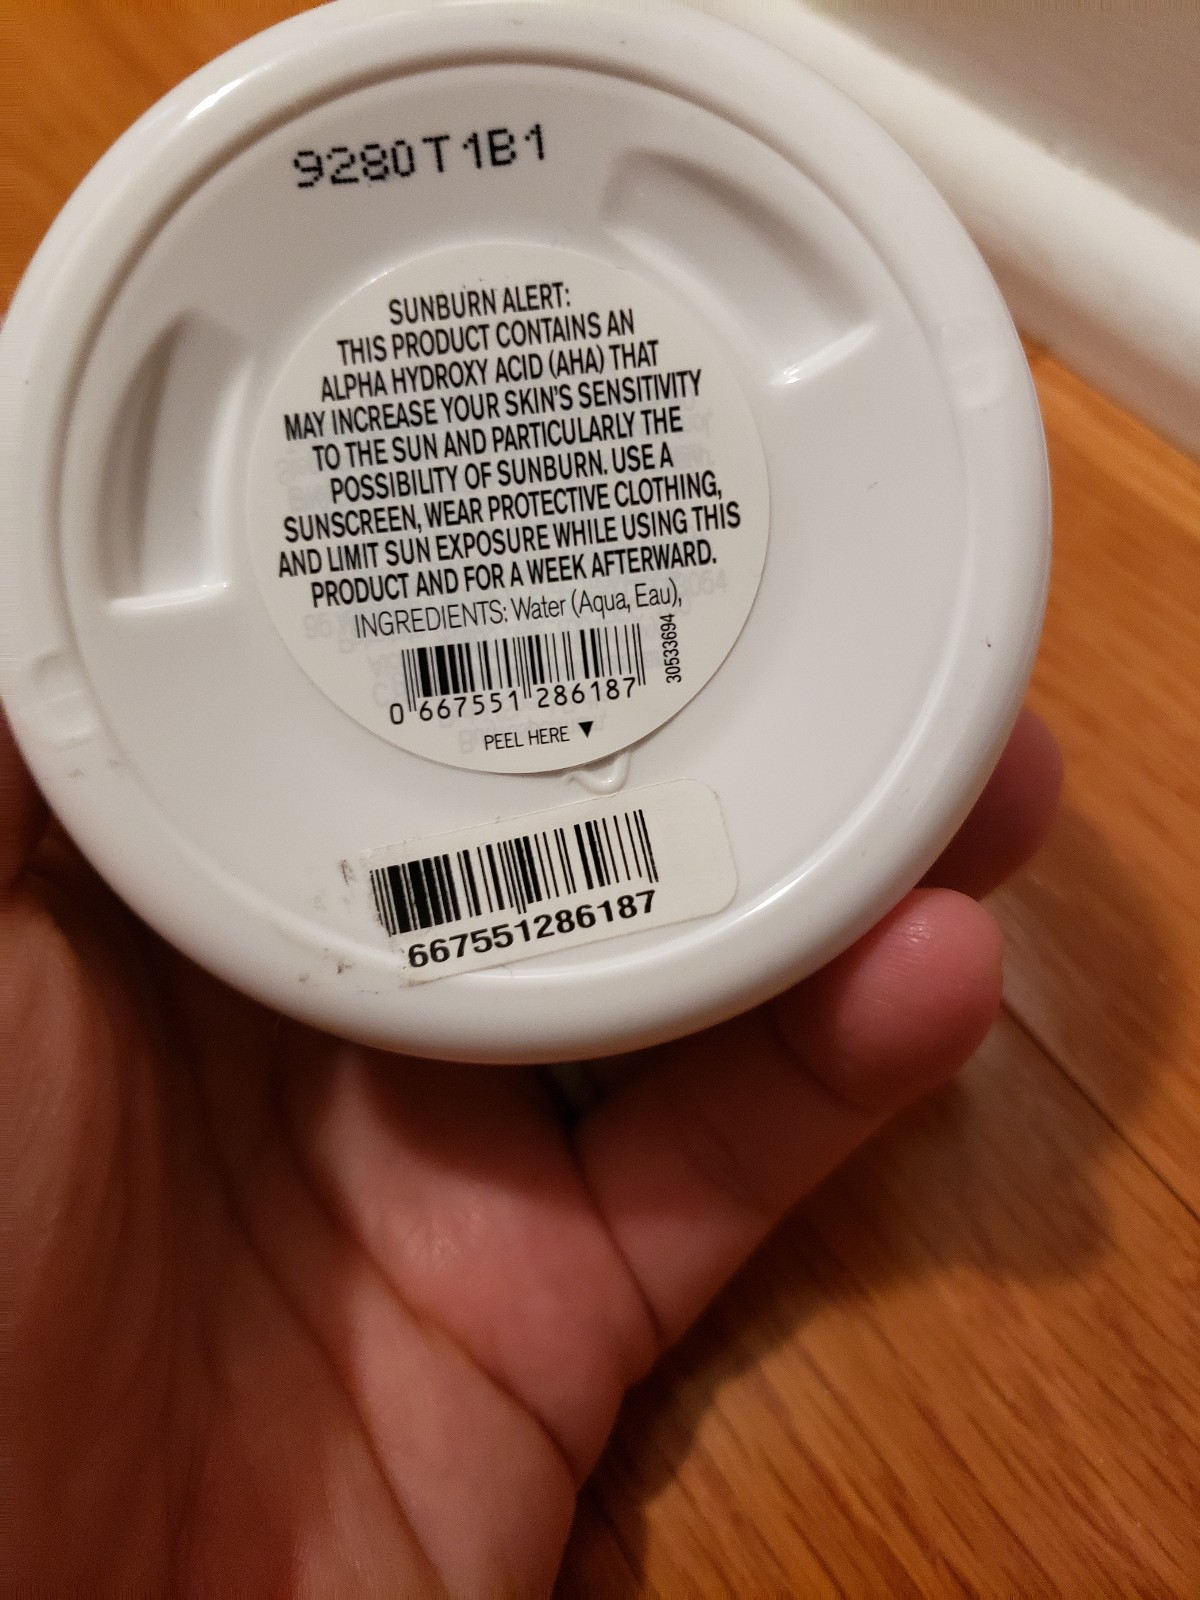 9280T1B1
SUNBURN ALERT:
THIS PRODUCT CONTAINS AN
ALPHA HYDROXY ACID (AHA) THAT
MAY INCREASE YOUR SKIN'S SENSITIVITY
TO THE SUN AND PARTICULARLY THE
POSSIBILITY OF SUNBURN. USE A
SUNSCREEN, WEAR PROTECTIVE CLOTHING,
AND LIMIT SUN EXPOSURE WHILE USING THIS
PRODUCT AND FOR A WEEK AFTERWARD.
INGREDIENTS: Water (Aqua, Eau),
30533694
0 667551 286187
PEEL HERE ▼
667551286187